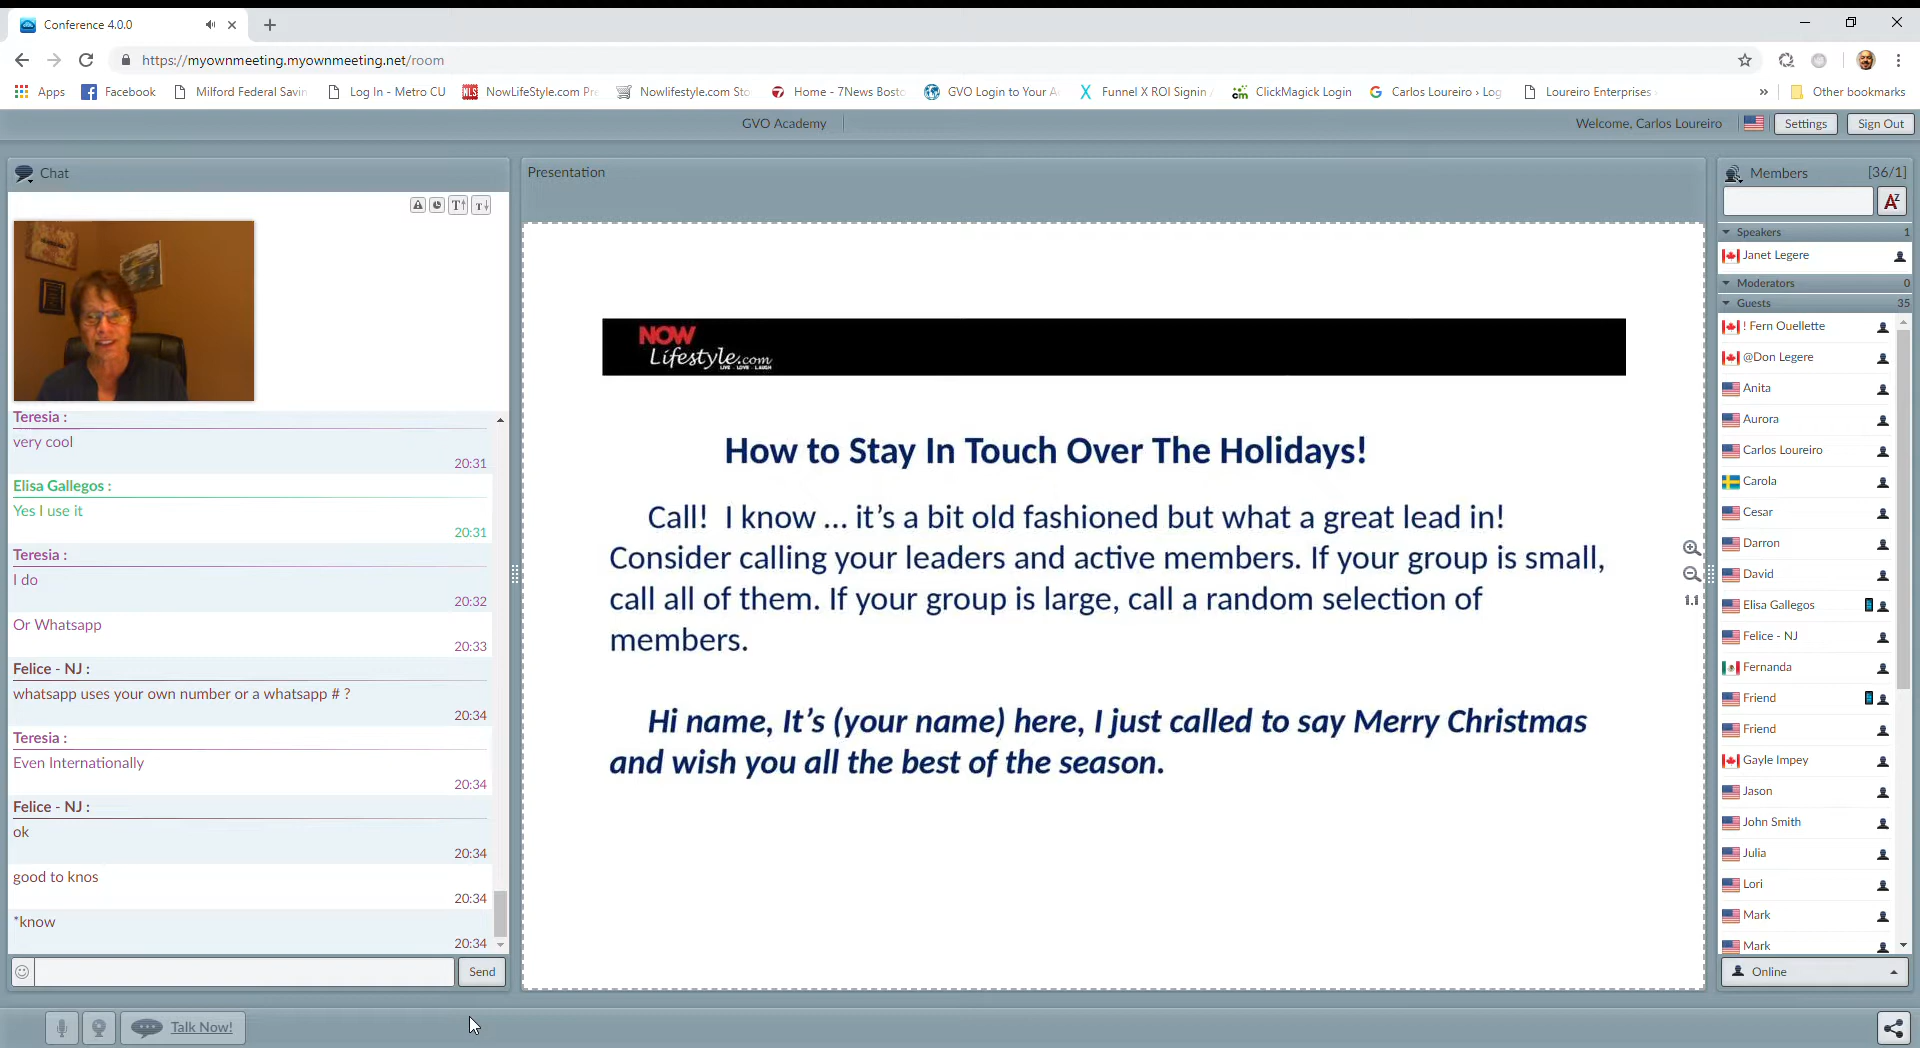 Conference 4.0.0
https://myownmeeting.myownmeeting.net/room
Apps
Facebook
Milford Federal Savin
Log In - Metro CU
NLS
NowLifeStyle.com Pre
Nowlifestyle.com Sto
Home - 7News Bosto
GVO Login to Your A
Funnel X ROI Signin
cm
ClickMagick Login
Carlos Loureiro › Log
Loureiro Enterprises
»
Other bookmarks
GVO Academy
Welcome, Carlos Loureiro
Settings
Sign Out
Chat
Teresia :
very cool
20:31
Elisa Gallegos :
Yes I use it
20:31
Teresia :
I do
20:32
Or Whatsapp
20:33
Felice - NJ :
whatsapp uses your own number or a whatsapp # ?
20:34
Teresia :
Even Internationally
20:34
Felice - NJ :
ok
20:34
good to knos
20:34
*know
20:34
Send
Talk Now!
Presentation
NOW
Lifestyle.com
LIVE · LOVE · LAUGH
How to Stay In Touch Over The Holidays!
Call!  I know ... it's a bit old fashioned but what a great lead in!
Consider calling your leaders and active members. If your group is small,
call all of them. If your group is large, call a random selection of
members.
Hi name, It's (your name) here, I just called to say Merry Christmas
and wish you all the best of the season.
1.1
Members
[36/1]
Speakers 1
Janet Legere
Moderators 0
Guests 35
! Fern Ouellette
@Don Legere
Anita
Aurora
Carlos Loureiro
Carola
Cesar
Darron
David
Elisa Gallegos
Felice - NJ
Fernanda
Friend
Friend
Gayle Impey
Jason
John Smith
Julia
Lori
Mark
Mark
Online